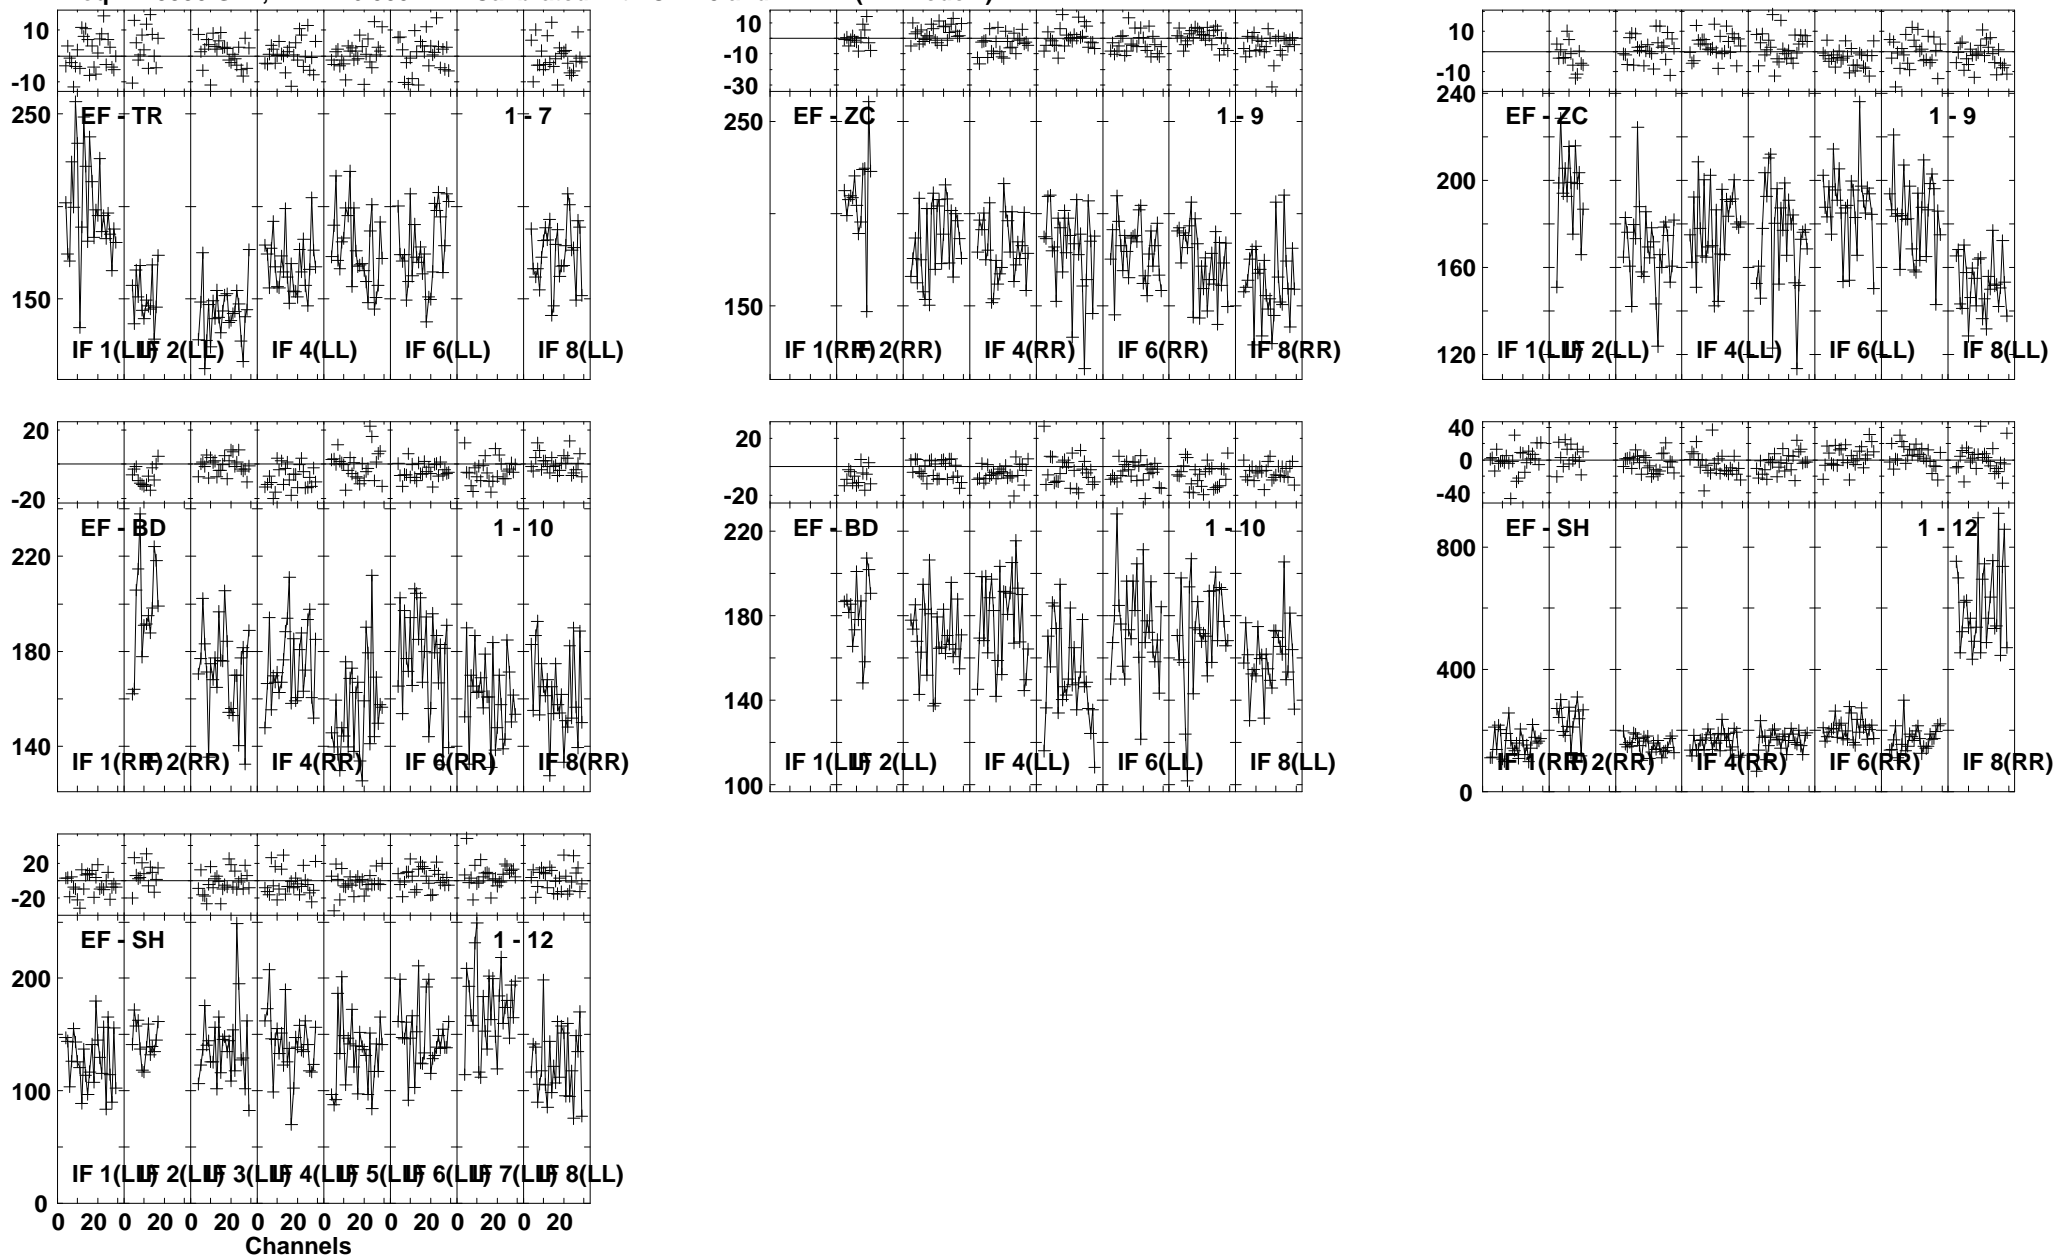 10
-10
250
150
EF - TR
1 - 7
IF 1(LL) IF 2(LL) IF 4(LL) IF 6(LL) IF 8(LL)
10
-10
-30
250
150
EF - ZC
1 - 9
IF 1(RR) IF 2(RR) IF 4(RR) IF 6(RR) IF 8(RR)
10
-10
240
200
160
120
EF - ZC
1 - 9
IF 1(LL) IF 2(LL) IF 4(LL) IF 6(LL) IF 8(LL)
20
-20
220
180
140
EF - BD
1 - 10
IF 1(RR) IF 2(RR) IF 4(RR) IF 6(RR) IF 8(RR)
20
-20
220
180
140
100
EF - BD
1 - 10
IF 1(LL) IF 2(LL) IF 4(LL) IF 6(LL) IF 8(LL)
40
0
-40
800
400
0
EF - SH
1 - 12
IF 1(RR) IF 2(RR) IF 4(RR) IF 6(RR) IF 8(RR)
20
-20
200
100
0
EF - SH
1 - 12
IF 1(LL) IF 2(LL) IF 3(LL) IF 4(LL) IF 5(LL) IF 6(LL) IF 7(LL) IF 8(LL)
0 20 0 20 0 20 0 20 0 20 0 20 0 20 0 20
Channels